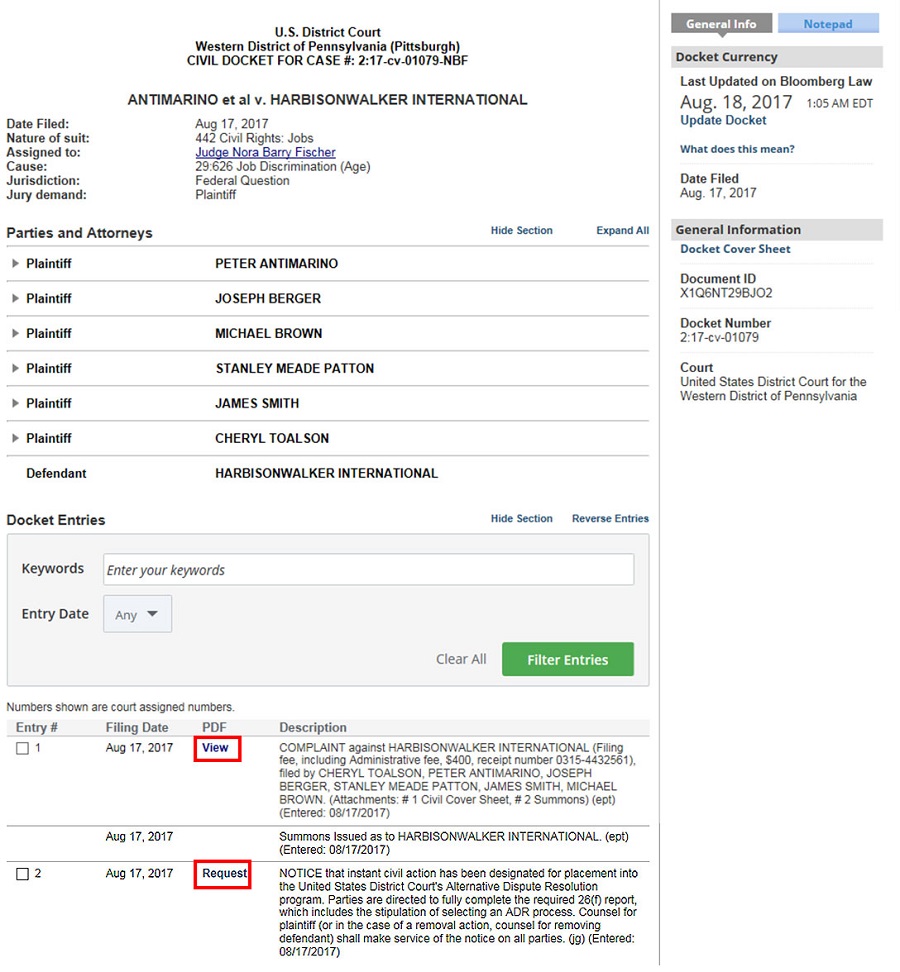 U.S. District Court
Western District of Pennsylvania (Pittsburgh)
CIVIL DOCKET FOR CASE #: 2:17-cv-01079-NBF
ANTIMARINO et al v. HARBISONWALKER INTERNATIONAL
Date Filed: Aug 17, 2017
Nature of suit: 442 Civil Rights: Jobs
Assigned to: Judge Nora Barry Fischer
Cause: 29:626 Job Discrimination (Age)
Jurisdiction: Federal Question
Jury demand: Plaintiff
Parties and Attorneys Hide Section Expand All
Plaintiff PETER ANTIMARINO
Plaintiff JOSEPH BERGER
Plaintiff MICHAEL BROWN
Plaintiff STANLEY MEADE PATTON
Plaintiff JAMES SMITH
Plaintiff CHERYL TOALSON
Defendant HARBISONWALKER INTERNATIONAL
Docket Entries Hide Section Reverse Entries
Keywords Enter your keywords
Entry Date Any
Clear All Filter Entries
Numbers shown are court assigned numbers.
Entry # Filing Date PDF Description
1 Aug 17, 2017 View COMPLAINT against HARBISONWALKER INTERNATIONAL (Filing
fee, including Administrative fee, $400, receipt number 0315-4432561),
filed by CHERYL TOALSON, PETER ANTIMARINO, JOSEPH
BERGER, STANLEY MEADE PATTON, JAMES SMITH, MICHAEL
BROWN. (Attachments: # 1 Civil Cover Sheet, # 2 Summons) (ept)
(Entered: 08/17/2017)
Aug 17, 2017 Summons Issued as to HARBISONWALKER INTERNATIONAL. (ept)
(Entered: 08/17/2017)
2 Aug 17, 2017 Request NOTICE that instant civil action has been designated for placement into
the United States District Court's Alternative Dispute Resolution
program. Parties are directed to fully complete the required 26(f) report,
which includes the stipulation of selecting an ADR process. Counsel for
plaintiff (or in the case of a removal action, counsel for removing
defendant) shall make service of the notice on all parties. (jg) (Entered:
08/17/2017)
General Info Notepad
Docket Currency
Last Updated on Bloomberg Law
Aug. 18, 2017 1:05 AM EDT
Update Docket
What does this mean?
Date Filed
Aug. 17, 2017
General Information
Docket Cover Sheet
Document ID
X1Q6NT29BJO2
Docket Number
2:17-cv-01079
Court
United States District Court for the
Western District of Pennsylvania